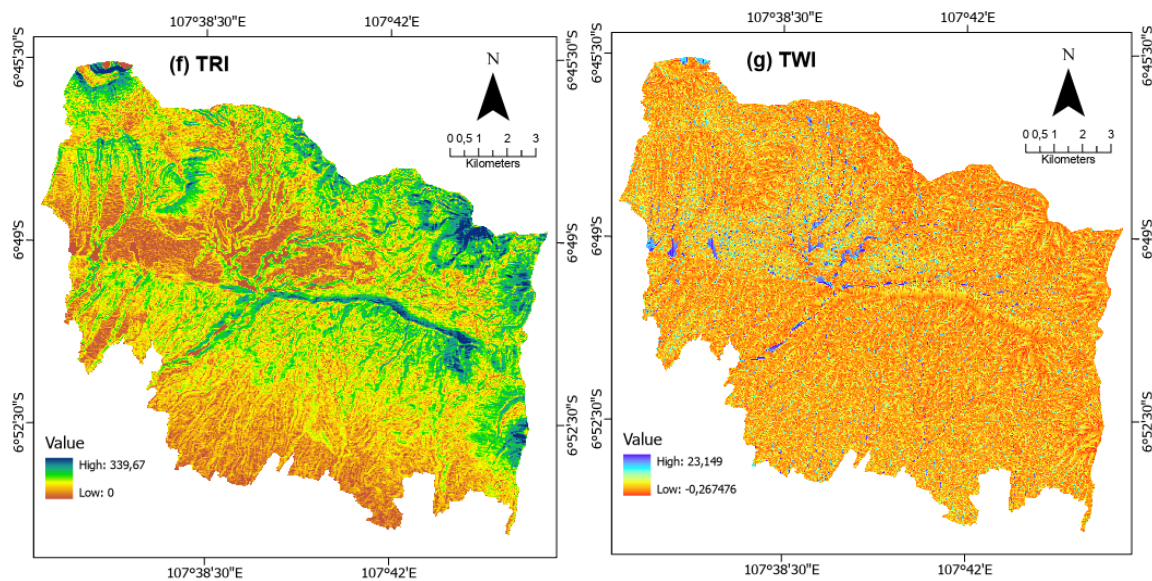 107°38'30"E 107°42'E
6°45'30"S
(f) TRI
N
0 0,5 1 2 3
Kilometers
6°45'30"S
6°49'S
6°49'S
6°52'30"S
6°52'30"S
Value
High: 339,67
Low: 0
107°38'30"E 107°42'E
107°38'30"E 107°42'E
6°45'30"S
(g) TWI
N
0 0,5 1 2 3
Kilometers
6°45'30"S
6°49'S
6°49'S
6°52'30"S
6°52'30"S
Value
High: 23,149
Low: -0,267476
107°38'30"E 107°42'E